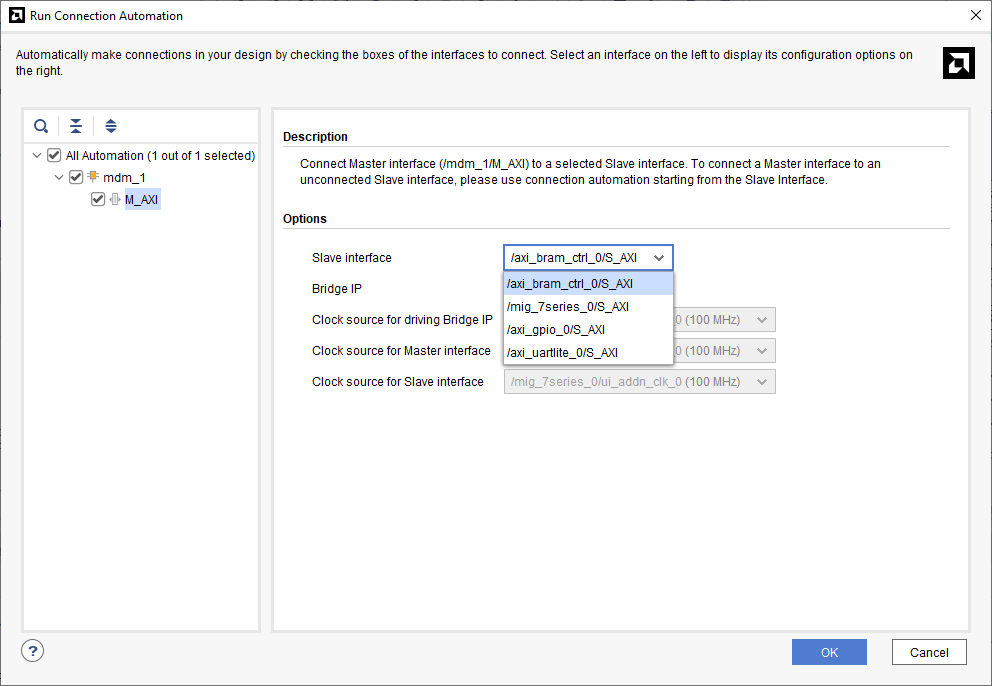 Run Connection Automation
Automatically make connections in your design by checking the boxes of the interfaces to connect. Select an interface on the left to display its configuration options on
the right.
All Automation (1 out of 1 selected)
mdm_1
M_AXI
Description
Connect Master interface (/mdm_1/M_AXI) to a selected Slave interface. To connect a Master interface to an
unconnected Slave interface, please use connection automation starting from the Slave Interface.
Options
Slave interface /axi_bram_ctrl_0/S_AXI
/axi_bram_ctrl_0/S_AXI
Bridge IP
/mig_7series_0/S_AXI
Clock source for driving Bridge IP _0 (100 MHz)
/axi_gpio_0/S_AXI
Clock source for Master interface _0 (100 MHz)
/axi_uartlite_0/S_AXI
Clock source for Slave interface /mig_7series_0/ui_addn_clk_0 (100 MHz)
?
OK Cancel